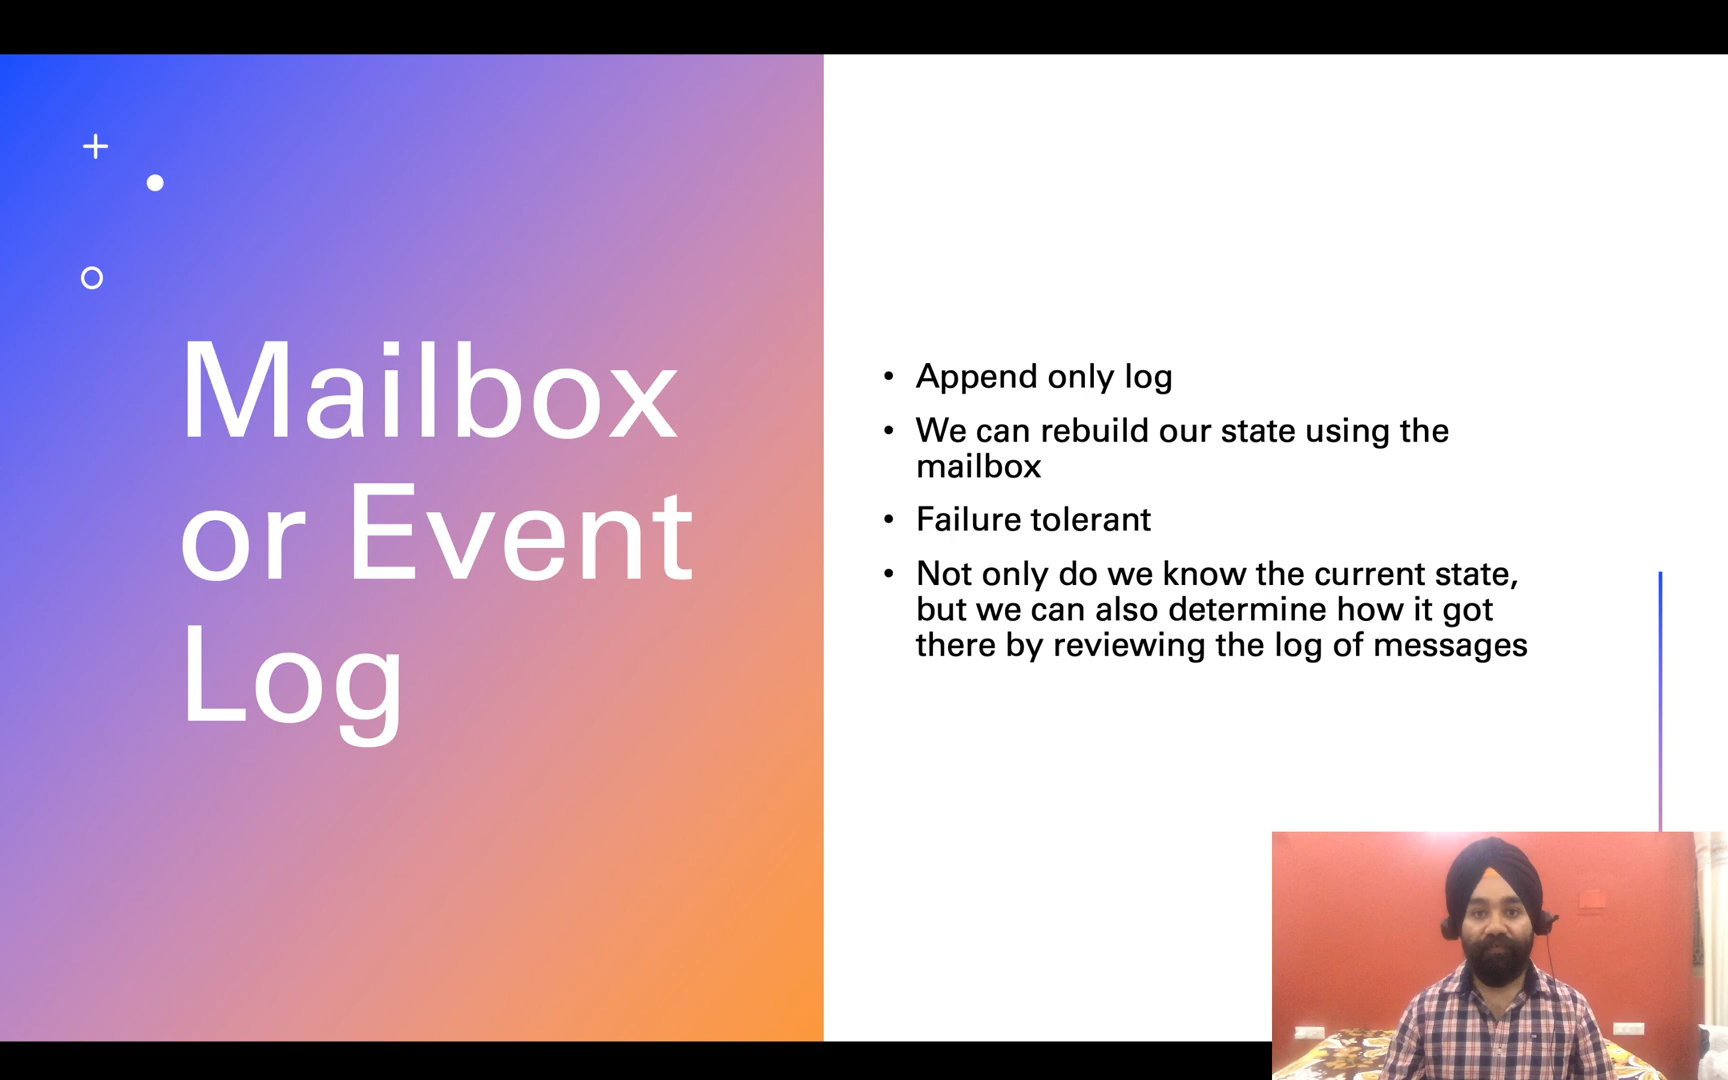 Mailbox
or Event
Log
• Append only log
• We can rebuild our state using the
mailbox
• Failure tolerant
• Not only do we know the current state,
but we can also determine how it got
there by reviewing the log of messages